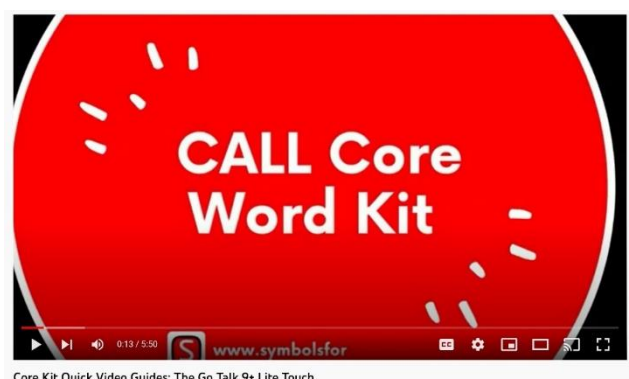 CALL Core
Word Kit
0:13 / 5:50
S www.symbolsfor
CC
Core Kit Quick Video Guides: The Go Talk 9+ Lite Touch